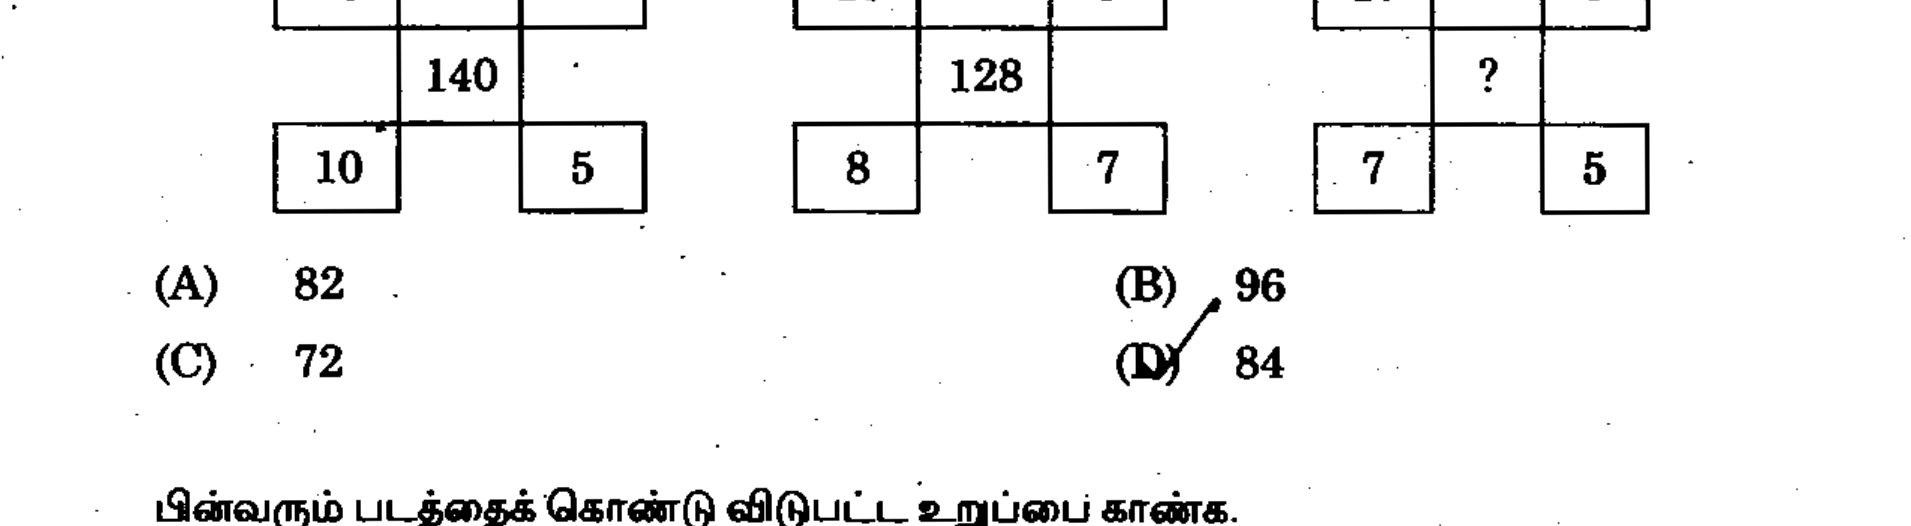 140 128 ?
10 5 8 7 7 5
(A) 82 (B) 96
(C) 72 (D) 84
பின்வரும் படத்தைக் கொண்டு விடுபட்ட உறுப்பை காண்க.